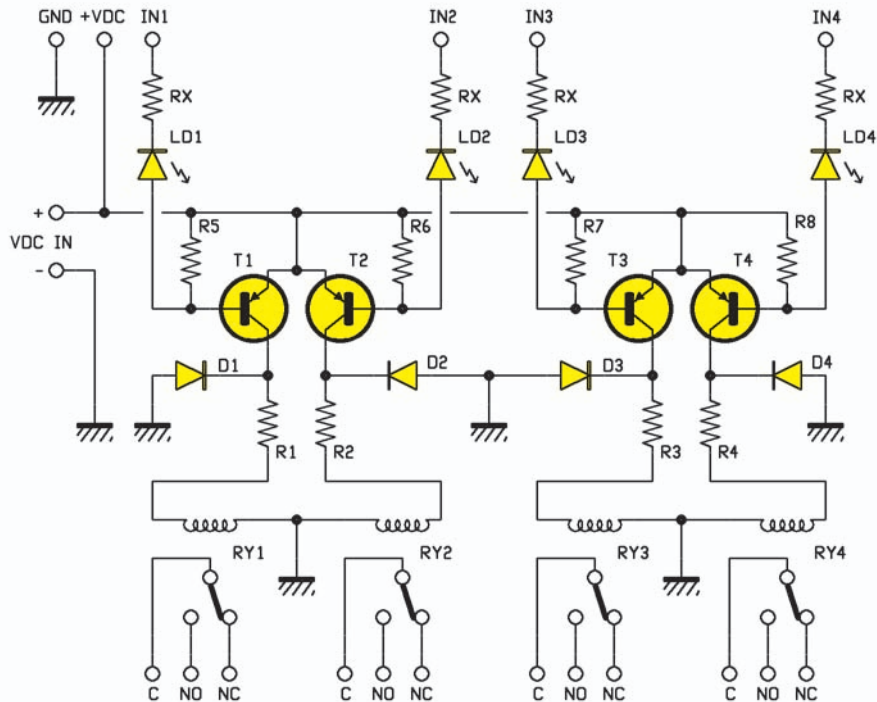 GND +VDC IN1 IN2 IN3 IN4
RX RX RX RX
LD1 LD2 LD3 LD4
+
R5 R6 R7 R8
VDC IN T1 T2 T3 T4
-
D1 D2 D3 D4
R1 R2 R3 R4
RY1 RY2 RY3 RY4
C NO NC C NO NC C NO NC C NO NC